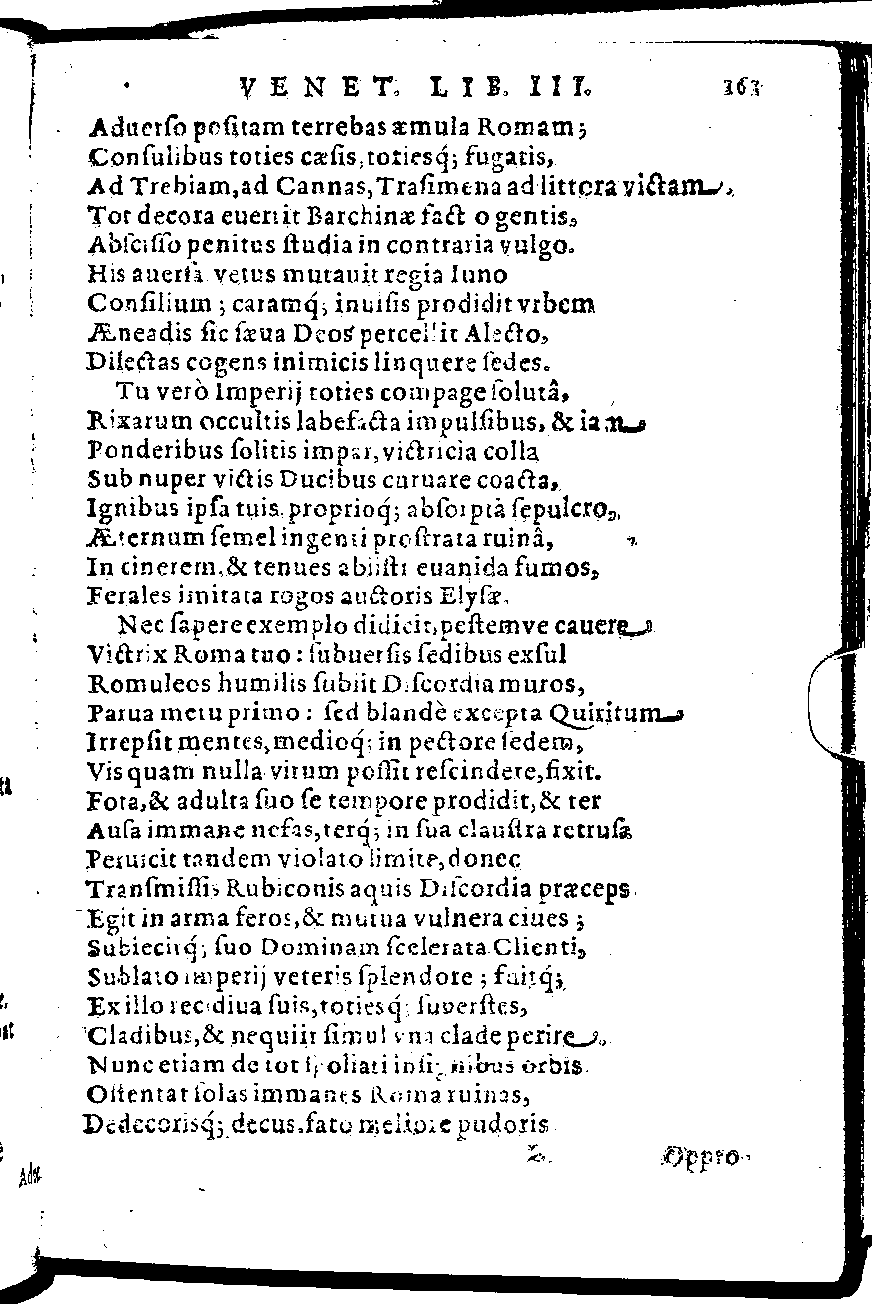 VENET. LIB. III. 363
Aduerſo poſitam terrebas æmula Romam;
Conſulibus toties cæſis, totiesq́; fugatis,
Ad Trebiam, ad Cannas, Traſimena ad littora victam,
Tot decora euertit Barchinæ factio gentis,
Abſciſſo penitus ſtudia in contraria vulgo.
His auerſa vetus mutauit regia Iuno
Conſilium; caramq́; inuiſis prodidit vrbem
Æneadis ſic ſæua Deos percellit Alecto,
Dilectas cogens inimicis linquere ſedes.
Tu verò Imperij toties compage ſolutâ,
Rixarum occultis labefacta impulſibus, & iam
Ponderibus ſolitis impar, victricia colla
Sub nuper victis Ducibus curuare coacta,
Ignibus ipſa tuis, proprioq́; abſorpta ſepulcro,
Æternum ſemel ingenti proſtrata ruinâ,
In cinerem, & tenues abiiſti euanida fumos,
Ferales imitata rogos auctoris Elyſæ.
Nec ſapere exemplo didicit, peſtemve cauere
Victrix Roma tuo: ſubuerſis ſedibus exſul
Romuleos humilis ſubiit Diſcordia muros,
Parua metu primo: ſed blandè excepta Quiritum
Irrepſit mentes, medioq́; in pectore ſedem,
Vis quam nulla virum poſſit reſcindere, fixit.
Fota, & adulta ſuo ſe tempore prodidit, & ter
Auſa immane nefas, terq́; in ſua clauſtra retruſa
Peruicit tandem violato limite, donec
Tranſmiſſis Rubiconis aquis Diſcordia præceps
Egit in arma feros, & mutua vulnera ciues;
Subiecitq́; ſuo Dominam ſcelerata Clienti,
Sublato imperij veteris ſplendore; fuitq́;
Ex illo recidiua ſuis, totiesq́; ſuperſtes,
Cladibus, & nequiit ſimul vna clade perire.
Nunc etiam de tot ſpoliati inſignibus orbis
Oſtentat ſolas immanes Roma ruinas,
Dedecorisq́; decus, fato meliore pudoris
Z Oppro-
Adu